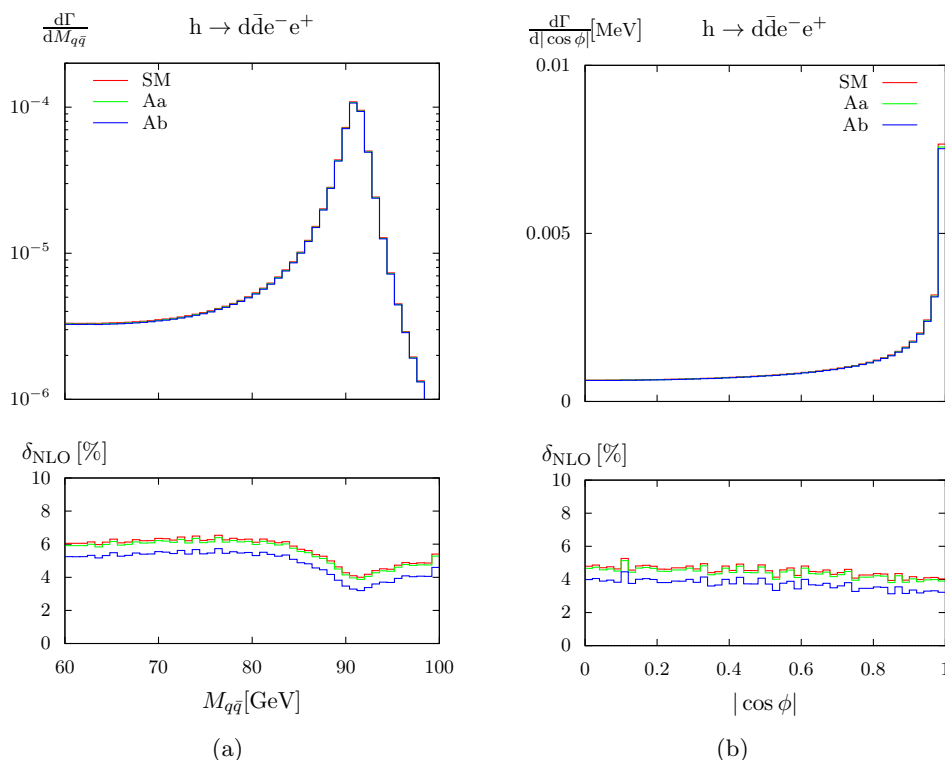 dΓ/dM_{qq̄}
h → dd̄e⁻e⁺
SM
Aa
Ab
10⁻⁴
10⁻⁵
10⁻⁶
δ_NLO [%]
10
8
6
4
2
0
60 70 80 90 100
M_{qq̄}[GeV]
(a)
dΓ/d|cos ϕ| [MeV]
h → dd̄e⁻e⁺
0.01
SM
Aa
Ab
0.005
0
δ_NLO [%]
10
8
6
4
2
0
0 0.2 0.4 0.6 0.8 1
| cos ϕ|
(b)